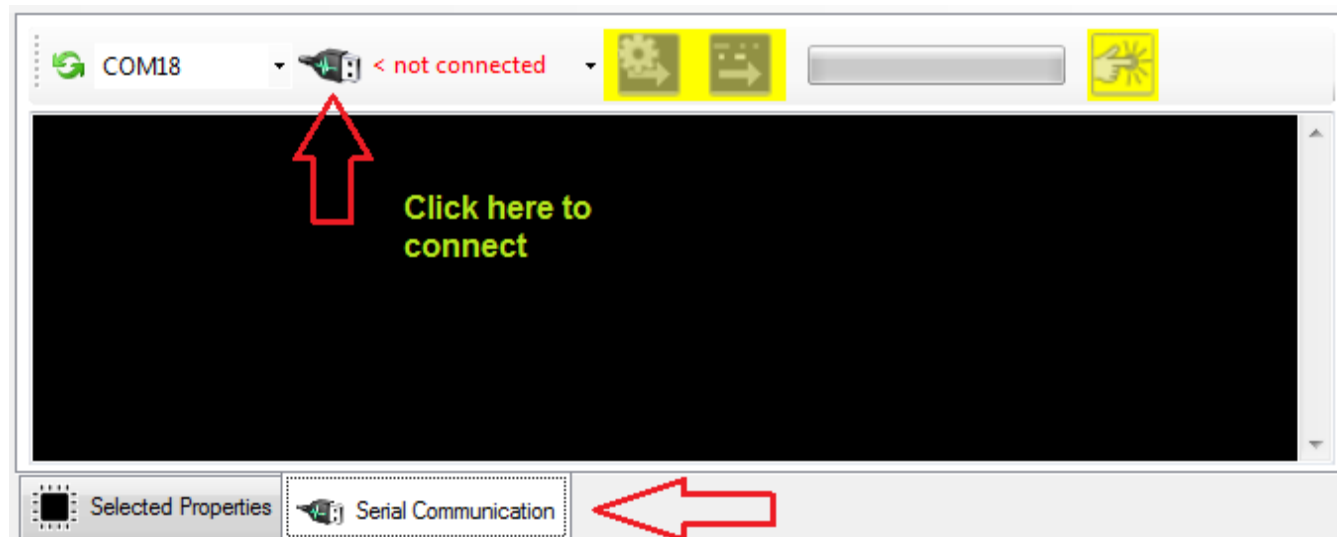 COM18
< not connected
Click here to
connect
Selected Properties
Serial Communication